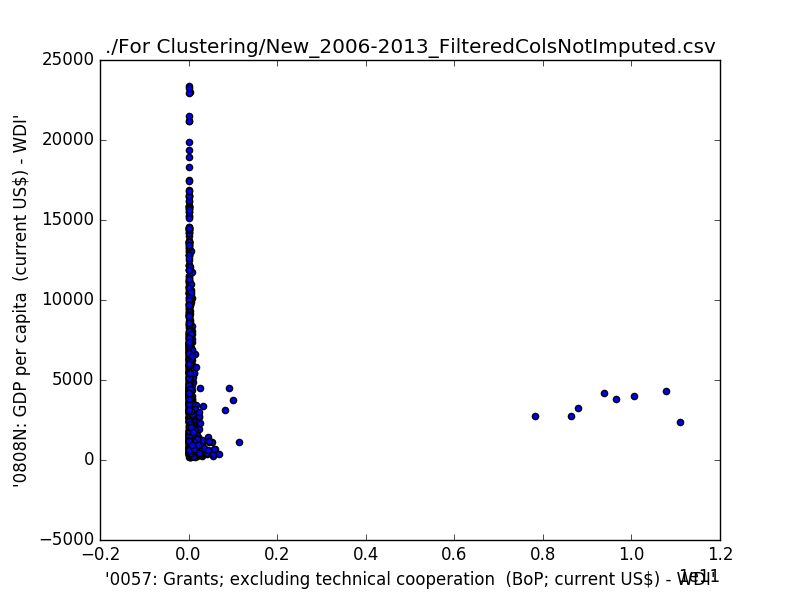 ./For Clustering/New_2006-2013_FilteredColsNotImputed.csv
25000
20000
15000
10000
5000
0
−5000
'0808N: GDP per capita  (current US$) - WDI'
−0.2 0.0 0.2 0.4 0.6 0.8 1.0 1.2
1e11
'0057: Grants; excluding technical cooperation  (BoP; current US$) - WDI'